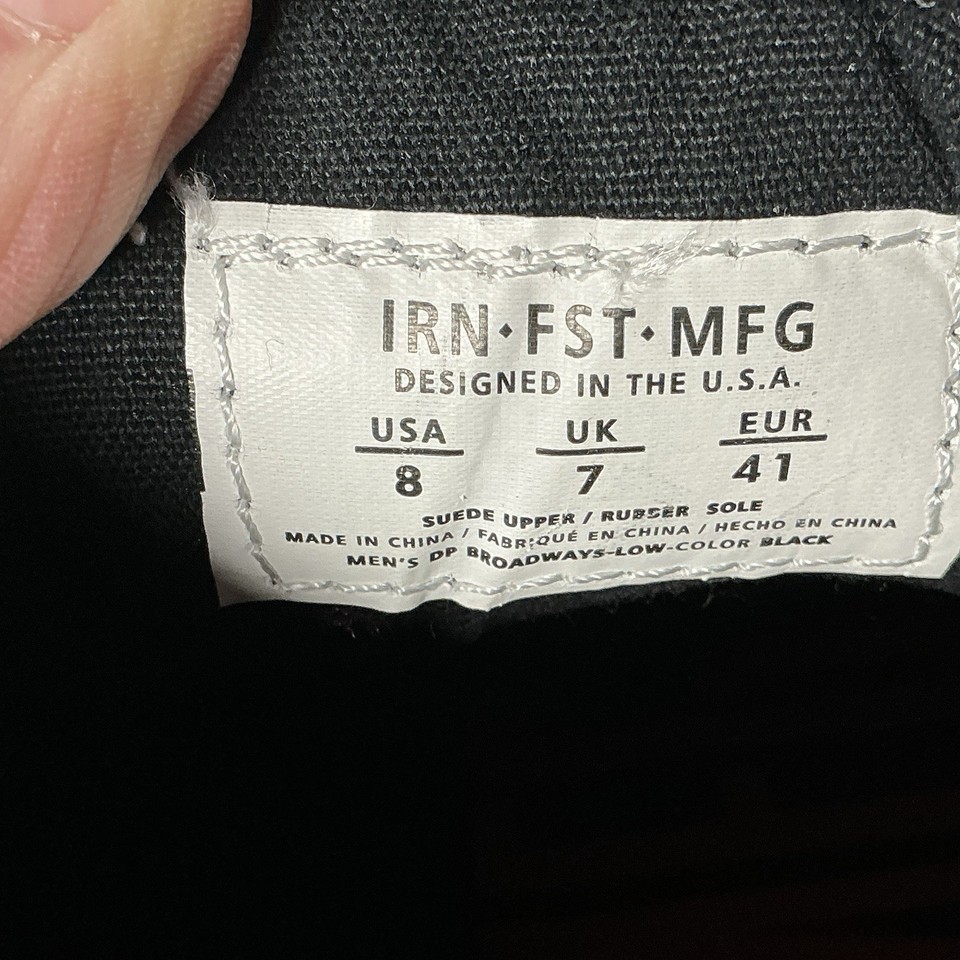 IRN·FST·MFG
DESIGNED IN THE U.S.A.
USA UK EUR
8 7 41
SUEDE UPPER / RUBBER SOLE
MADE IN CHINA / FABRIQUÉ EN CHINA / HECHO EN CHINA
MEN'S DP BROADWAYS-LOW-COLOR BLACK